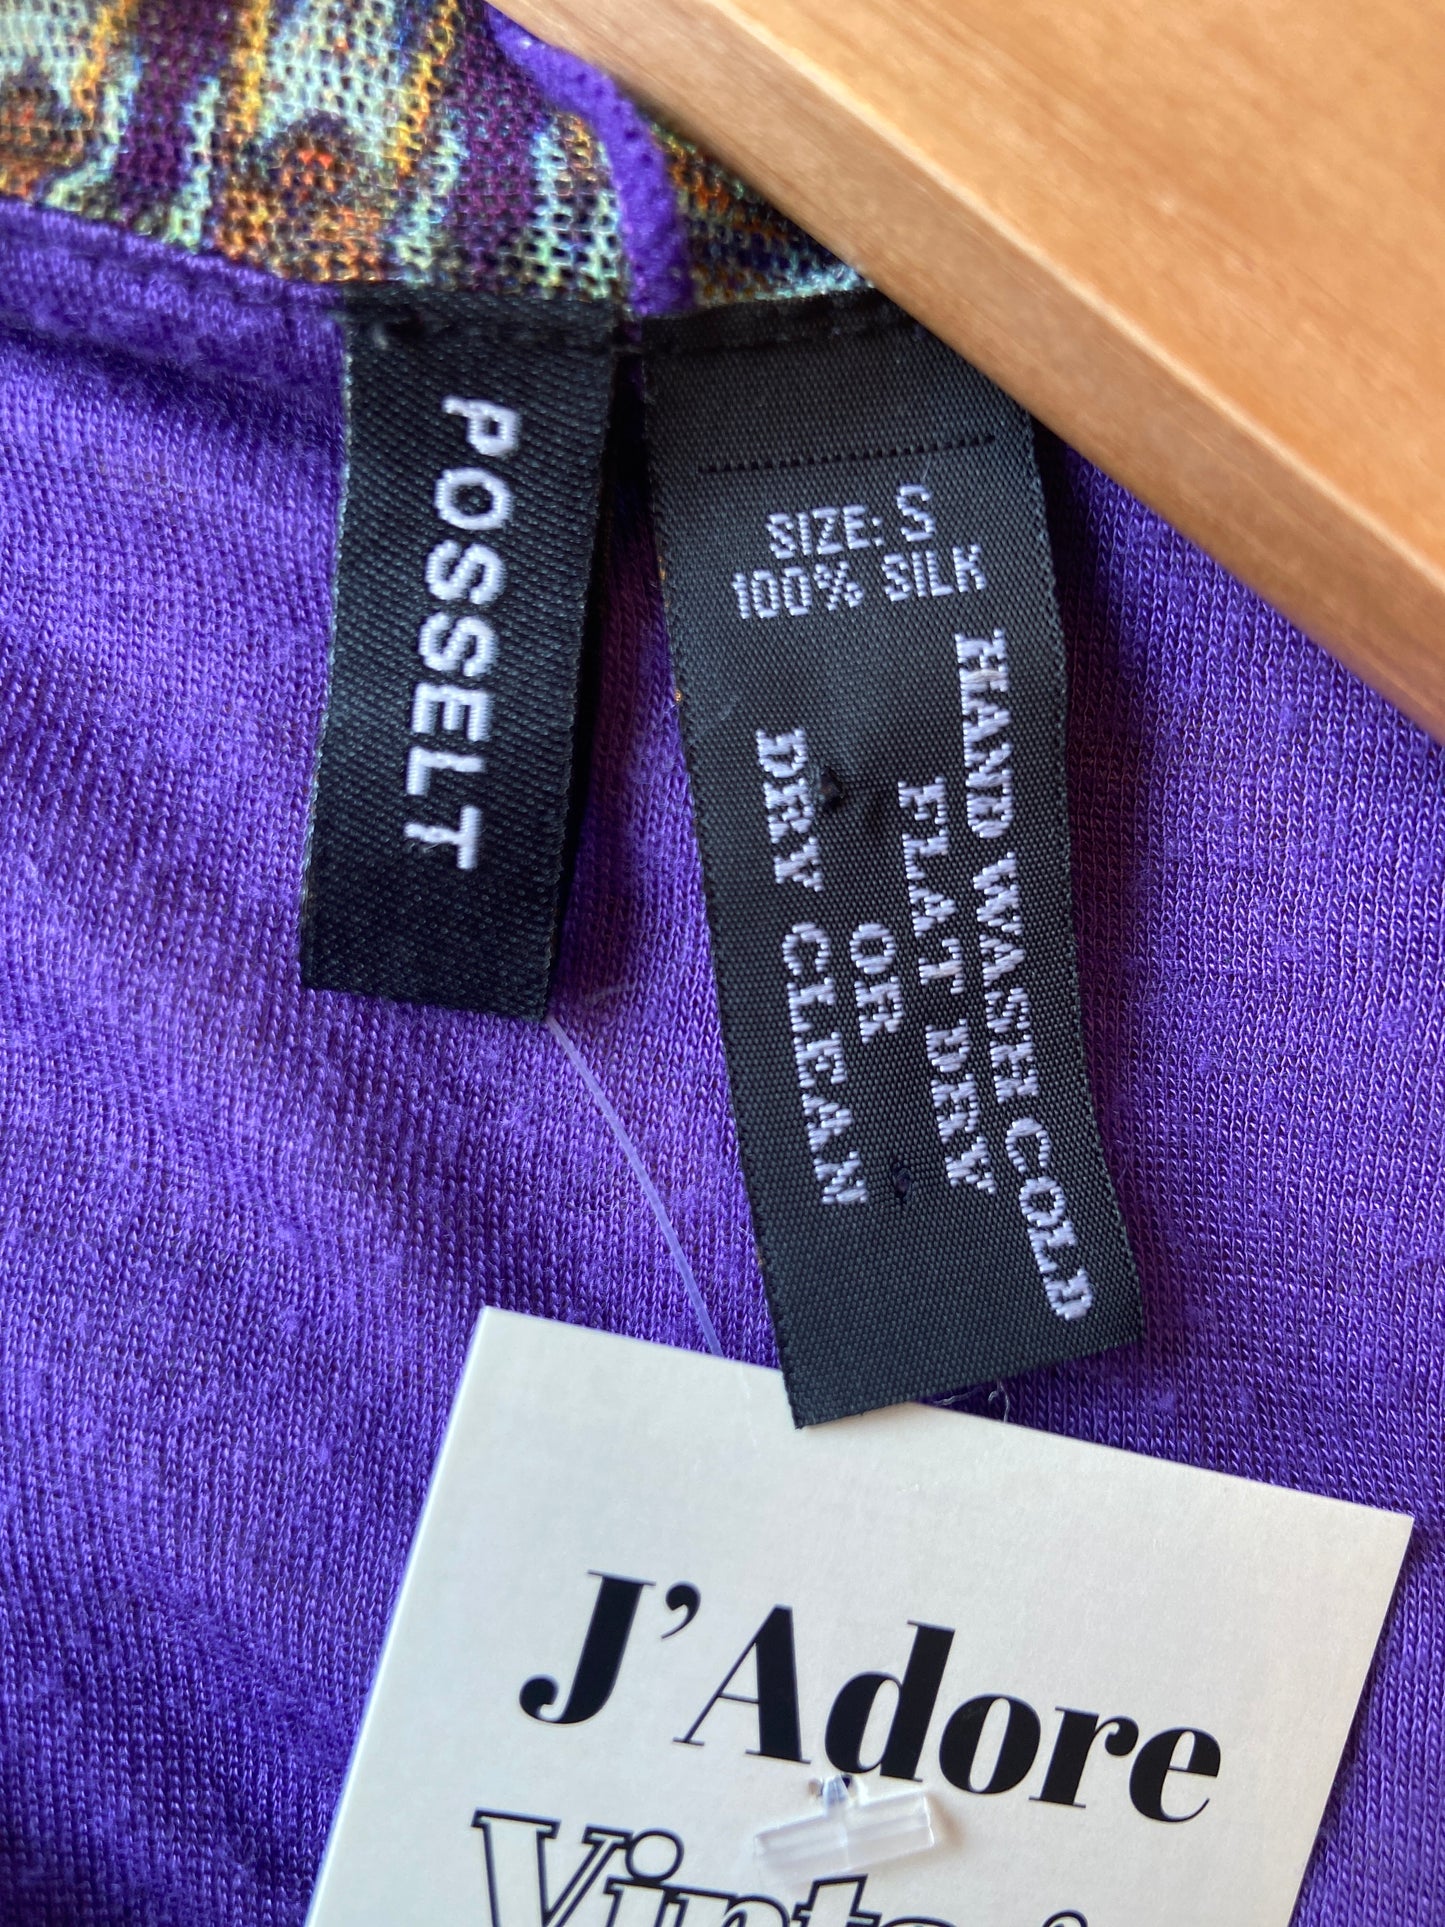 POSSELT
SIZE: S
100% SILK
HAND WASH COLD
FLAT DRY
OR
DRY CLEAN
J'Adore